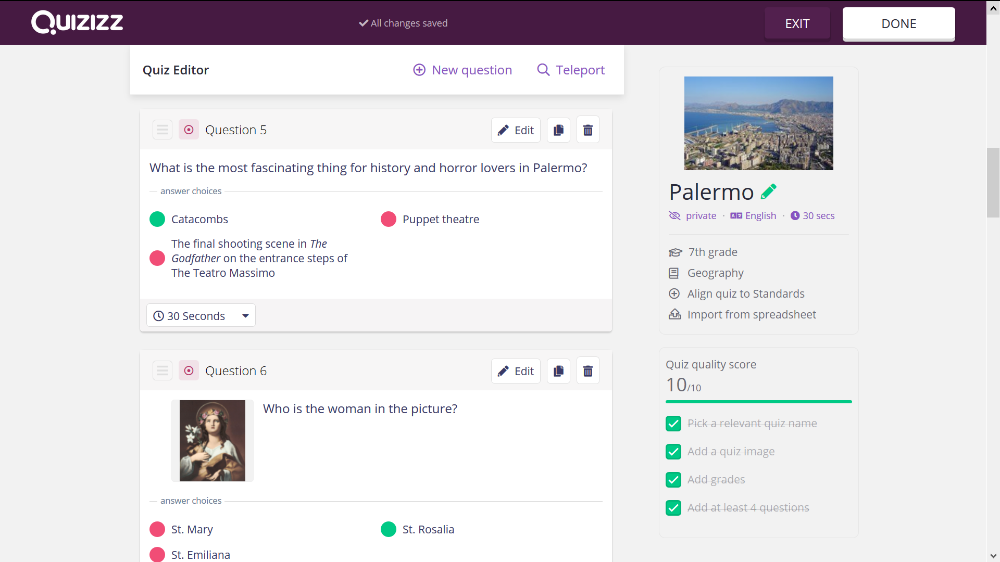 QUIZIZZ
All changes saved
EXIT
DONE
Quiz Editor
New question
Teleport
Question 5
Edit
What is the most fascinating thing for history and horror lovers in Palermo?
answer choices
Catacombs
Puppet theatre
The final shooting scene in The
Godfather on the entrance steps of
The Teatro Massimo
30 Seconds
Question 6
Edit
Who is the woman in the picture?
answer choices
St. Mary
St. Rosalia
St. Emiliana
Palermo
private · English · 30 secs
7th grade
Geography
Align quiz to Standards
Import from spreadsheet
Quiz quality score
10/10
Pick a relevant quiz name
Add a quiz image
Add grades
Add at least 4 questions